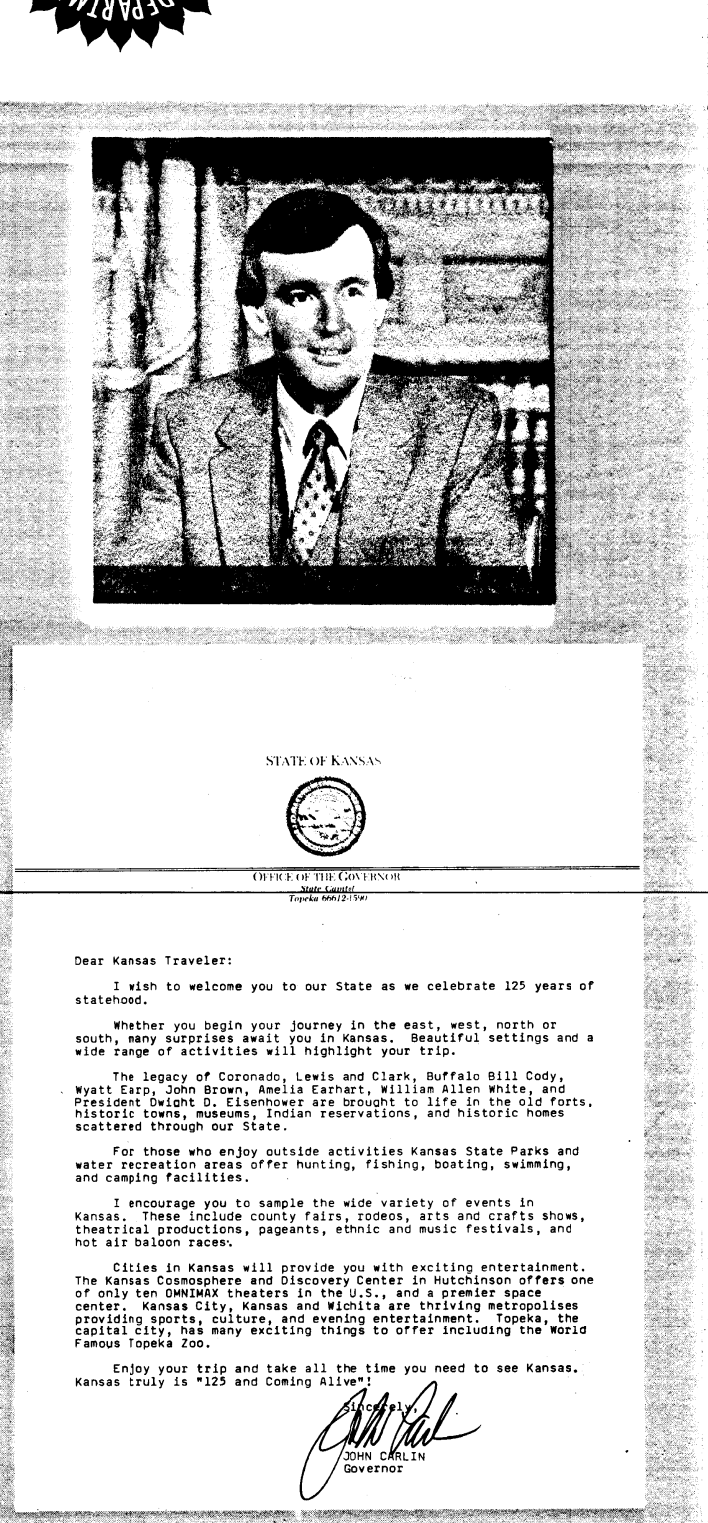 DEPARTM
STATE OF KANSAS
OFFICE OF THE GOVERNOR
State Capitol
Topeka 66612-1590
Dear Kansas Traveler:
I wish to welcome you to our State as we celebrate 125 years of
statehood.
Whether you begin your journey in the east, west, north or
south, many surprises await you in Kansas. Beautiful settings and a
wide range of activities will highlight your trip.
The legacy of Coronado, Lewis and Clark, Buffalo Bill Cody,
Wyatt Earp, John Brown, Amelia Earhart, William Allen White, and
President Dwight D. Eisenhower are brought to life in the old forts,
historic towns, museums, Indian reservations, and historic homes
scattered through our State.
For those who enjoy outside activities Kansas State Parks and
water recreation areas offer hunting, fishing, boating, swimming,
and camping facilities.
I encourage you to sample the wide variety of events in
Kansas. These include county fairs, rodeos, arts and crafts shows,
theatrical productions, pageants, ethnic and music festivals, and
hot air baloon races.
Cities in Kansas will provide you with exciting entertainment.
The Kansas Cosmosphere and Discovery Center in Hutchinson offers one
of only ten OMNIMAX theaters in the U.S., and a premier space
center. Kansas City, Kansas and Wichita are thriving metropolises
providing sports, culture, and evening entertainment. Topeka, the
capital city, has many exciting things to offer including the World
Famous Topeka Zoo.
Enjoy your trip and take all the time you need to see Kansas.
Kansas truly is "125 and Coming Alive"!
Sincerely,
John Carlin
JOHN CARLIN
Governor